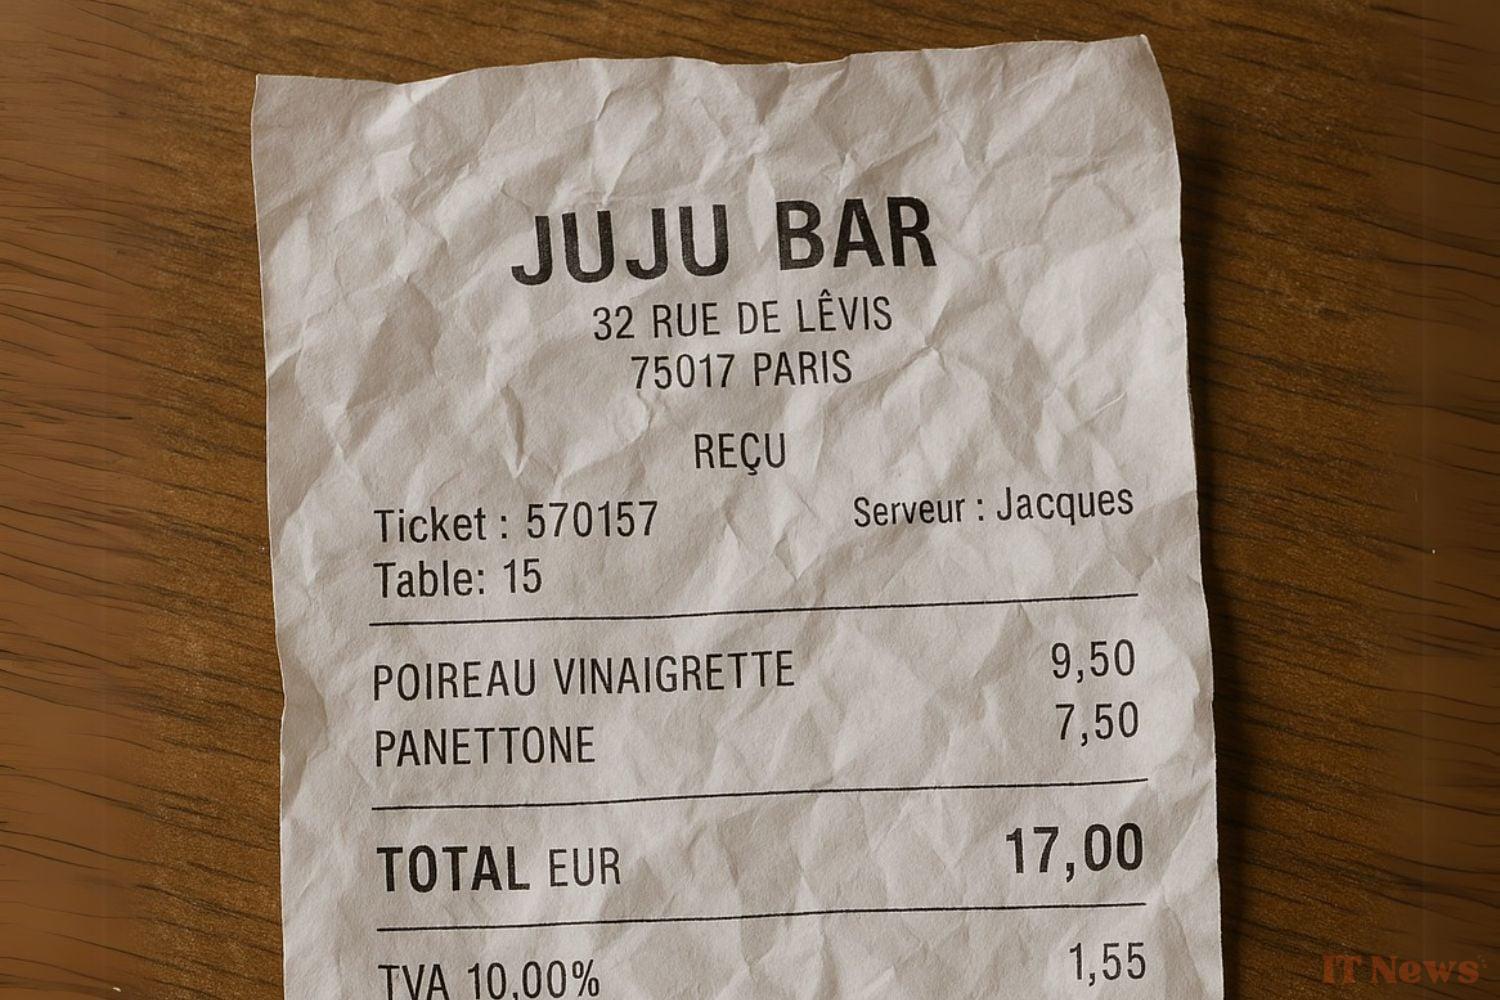 JUJU BAR
32 RUE DE LÊVIS
75017 PARIS
REÇU
Ticket : 570157 Serveur : Jacques
Table: 15
POIREAU VINAIGRETTE 9,50
PANETTONE 7,50
TOTAL EUR 17,00
TVA 10,00% 1,55
IT News